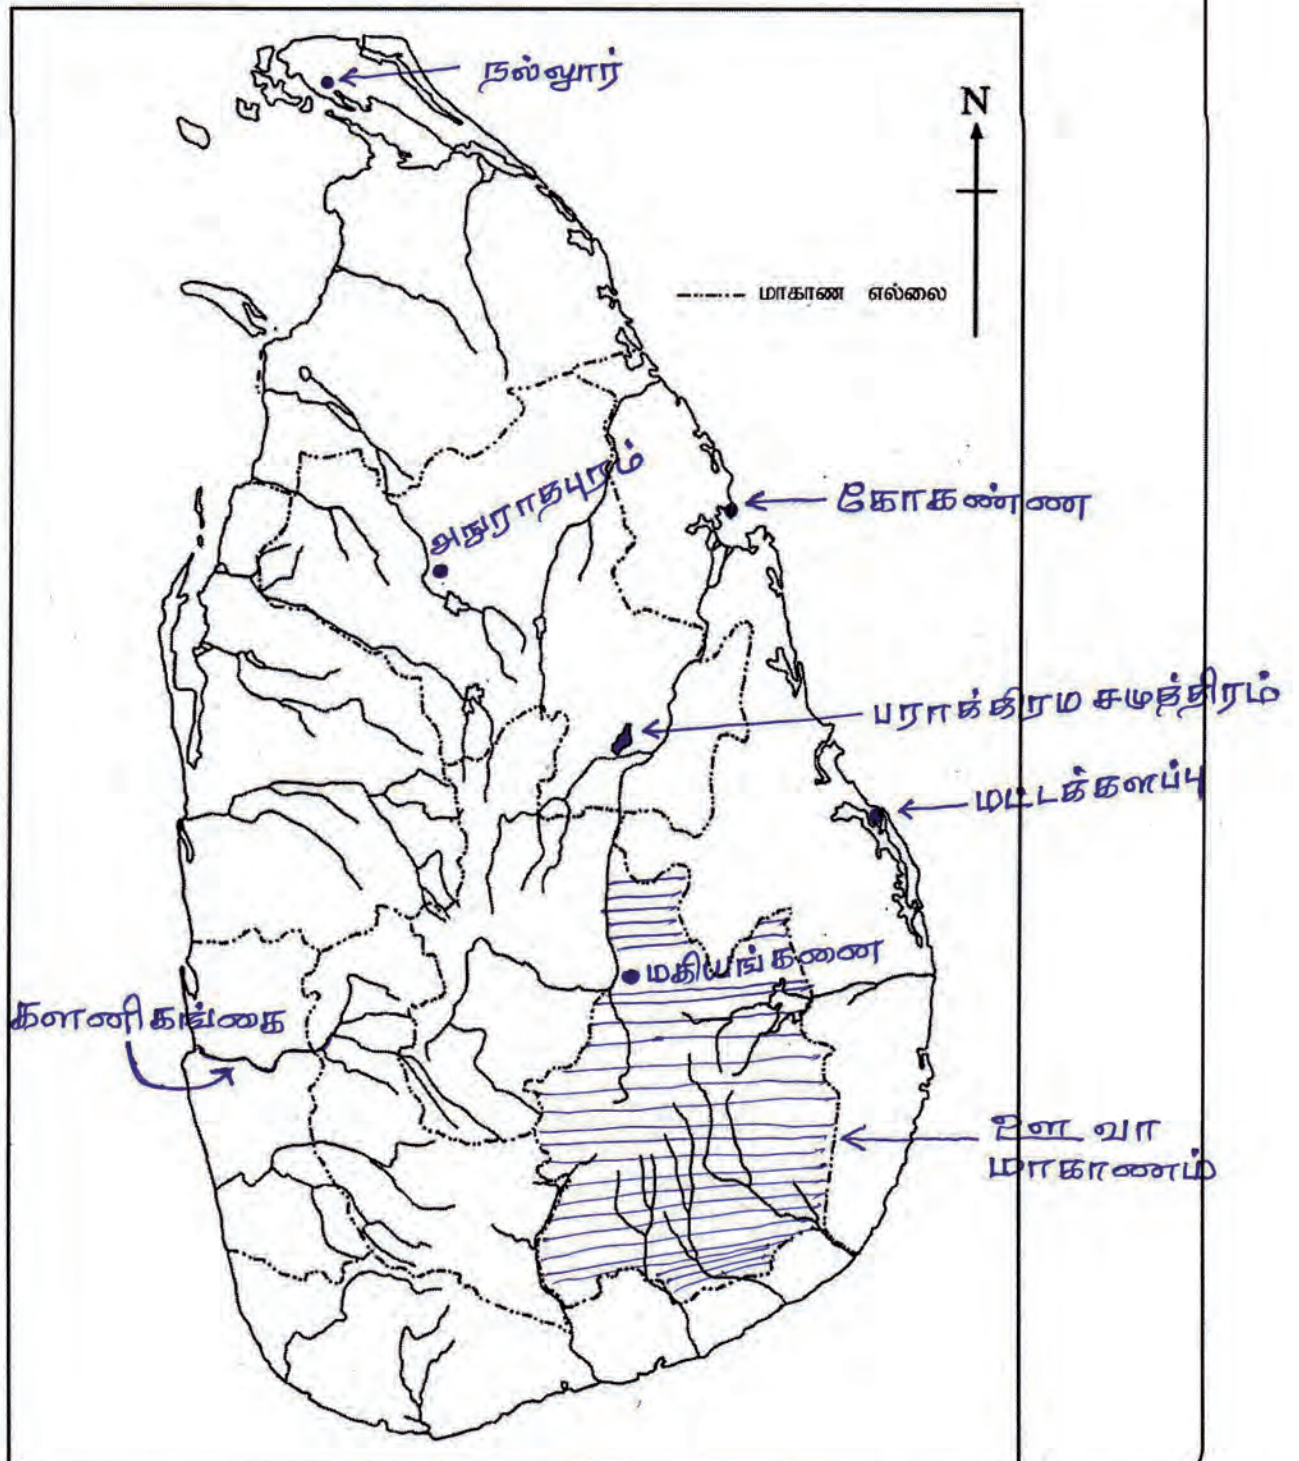 நல்லூர்
N
மாகாண எல்லை
அநுராதபுரம்
கோகண்ண
பராக்கிரம சமுத்திரம்
மட்டக்களப்பு
மகியங்கனை
களனி கங்கை
ஊவா
மாகாணம்